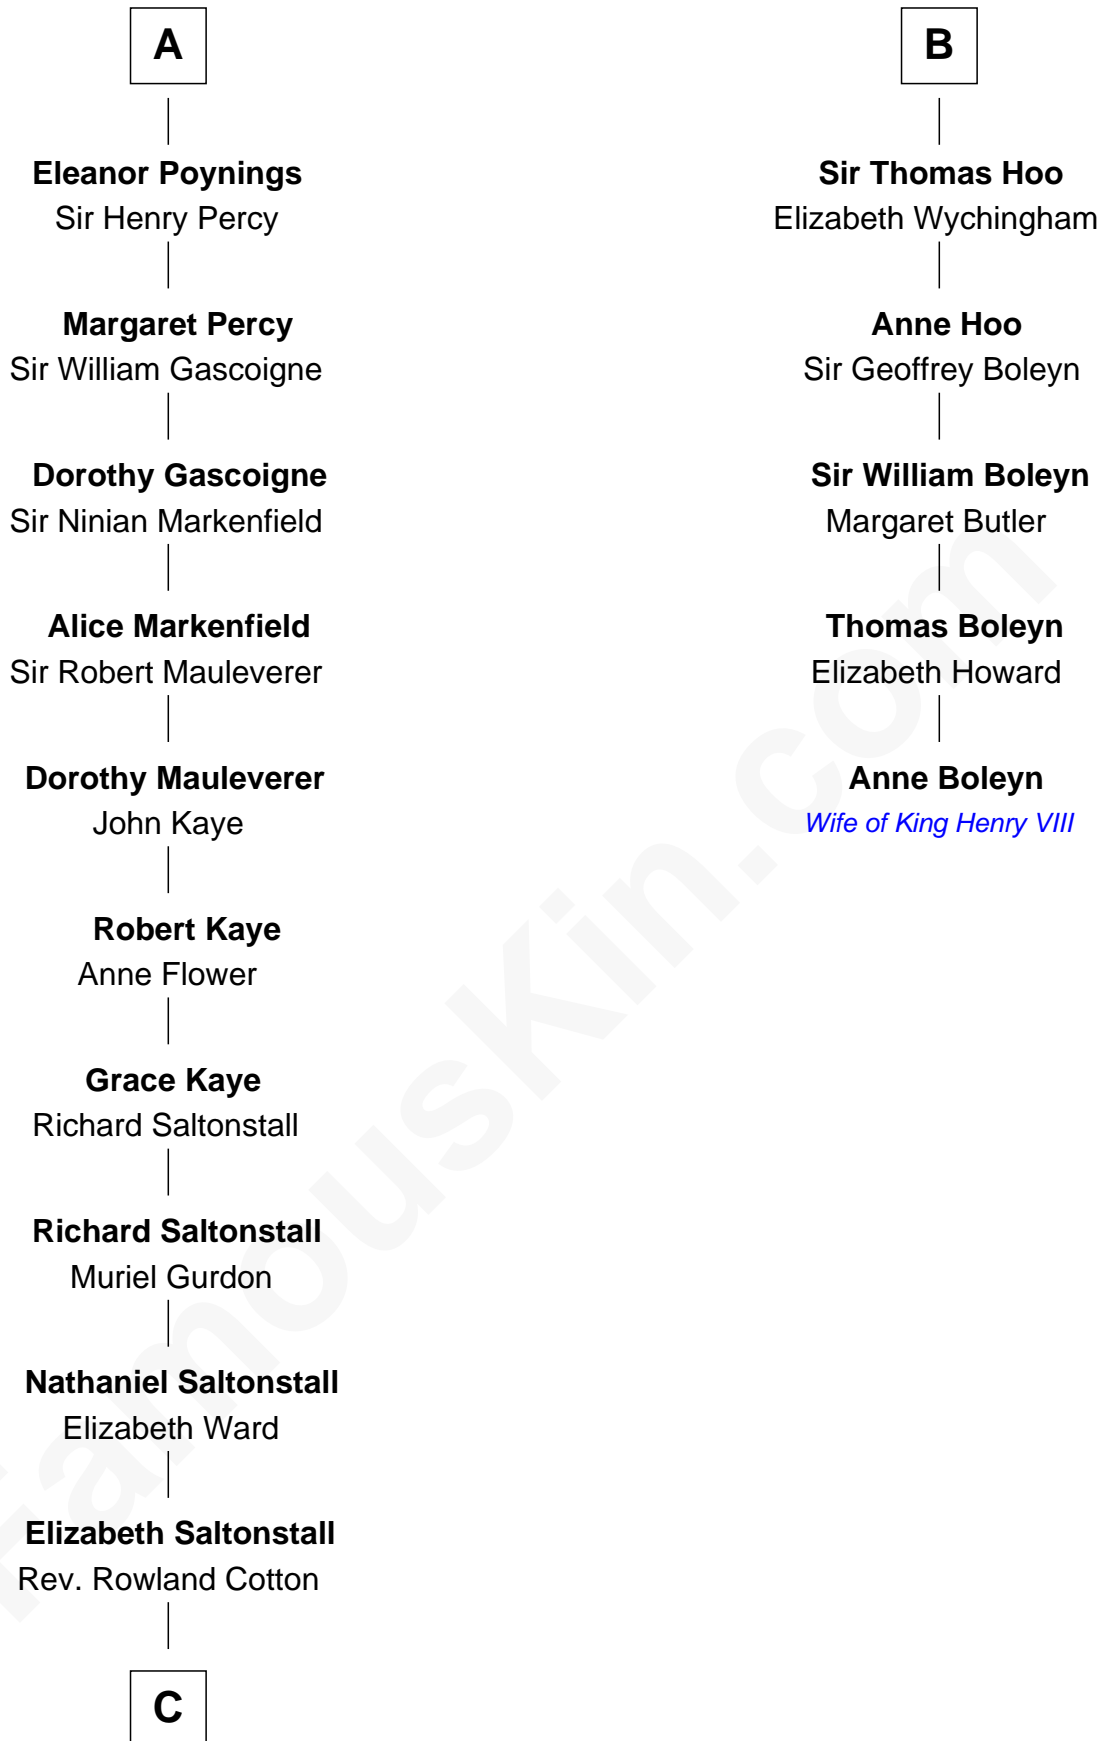 A
Eleanor Poynings
Sir Henry Percy
Margaret Percy
Sir William Gascoigne
Dorothy Gascoigne
Sir Ninian Markenfield
Alice Markenfield
Sir Robert Mauleverer
Dorothy Mauleverer
John Kaye
Robert Kaye
Anne Flower
Grace Kaye
Richard Saltonstall
Richard Saltonstall
Muriel Gurdon
Nathaniel Saltonstall
Elizabeth Ward
Elizabeth Saltonstall
Rev. Rowland Cotton
C
B
Sir Thomas Hoo
Elizabeth Wychingham
Anne Hoo
Sir Geoffrey Boleyn
Sir William Boleyn
Margaret Butler
Thomas Boleyn
Elizabeth Howard
Anne Boleyn
Wife of King Henry VIII
FamousKin.com